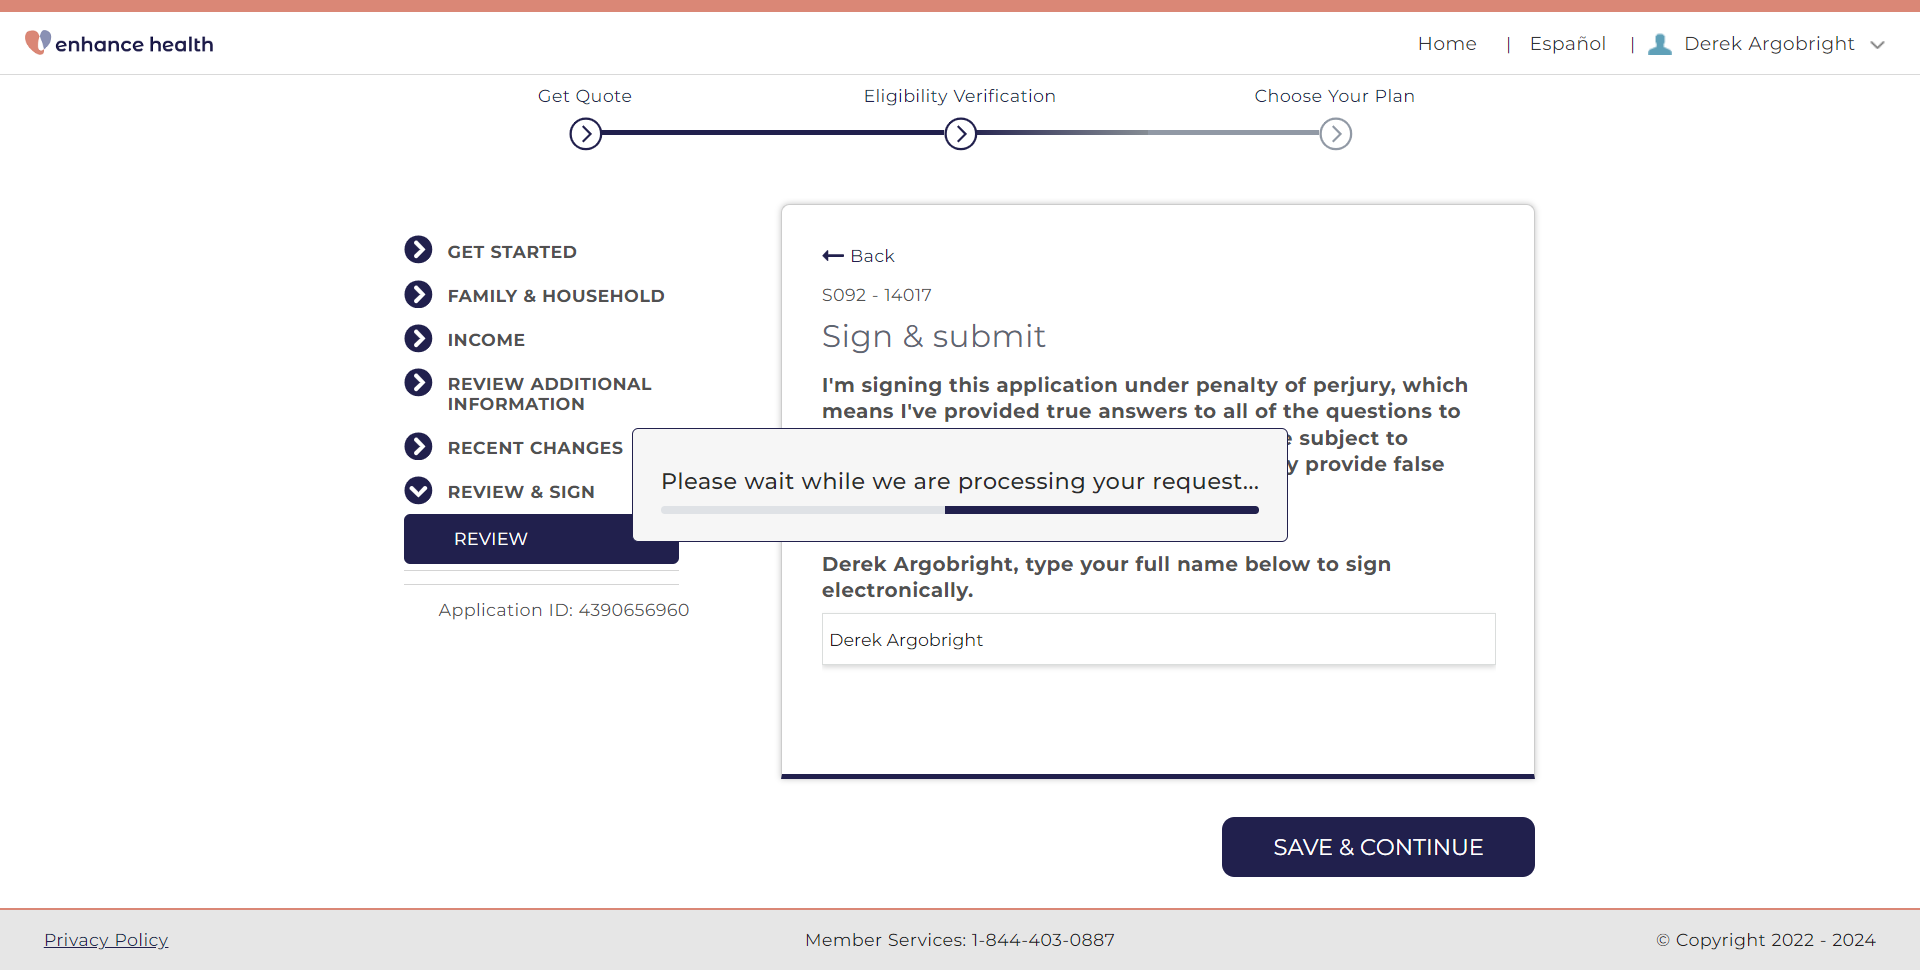 enhance health
Home | Español | Derek Argobright
Get Quote
Eligibility Verification
Choose Your Plan
GET STARTED
FAMILY & HOUSEHOLD
INCOME
REVIEW ADDITIONAL
INFORMATION
RECENT CHANGES
REVIEW & SIGN
REVIEW
Application ID: 4390656960
Back
S092 - 14017
Sign & submit
I'm signing this application under penalty of perjury, which
means I've provided true answers to all of the questions to
subject to
provide false
Please wait while we are processing your request...
Derek Argobright, type your full name below to sign
electronically.
Derek Argobright
SAVE & CONTINUE
Privacy Policy
Member Services: 1-844-403-0887
© Copyright 2022 - 2024